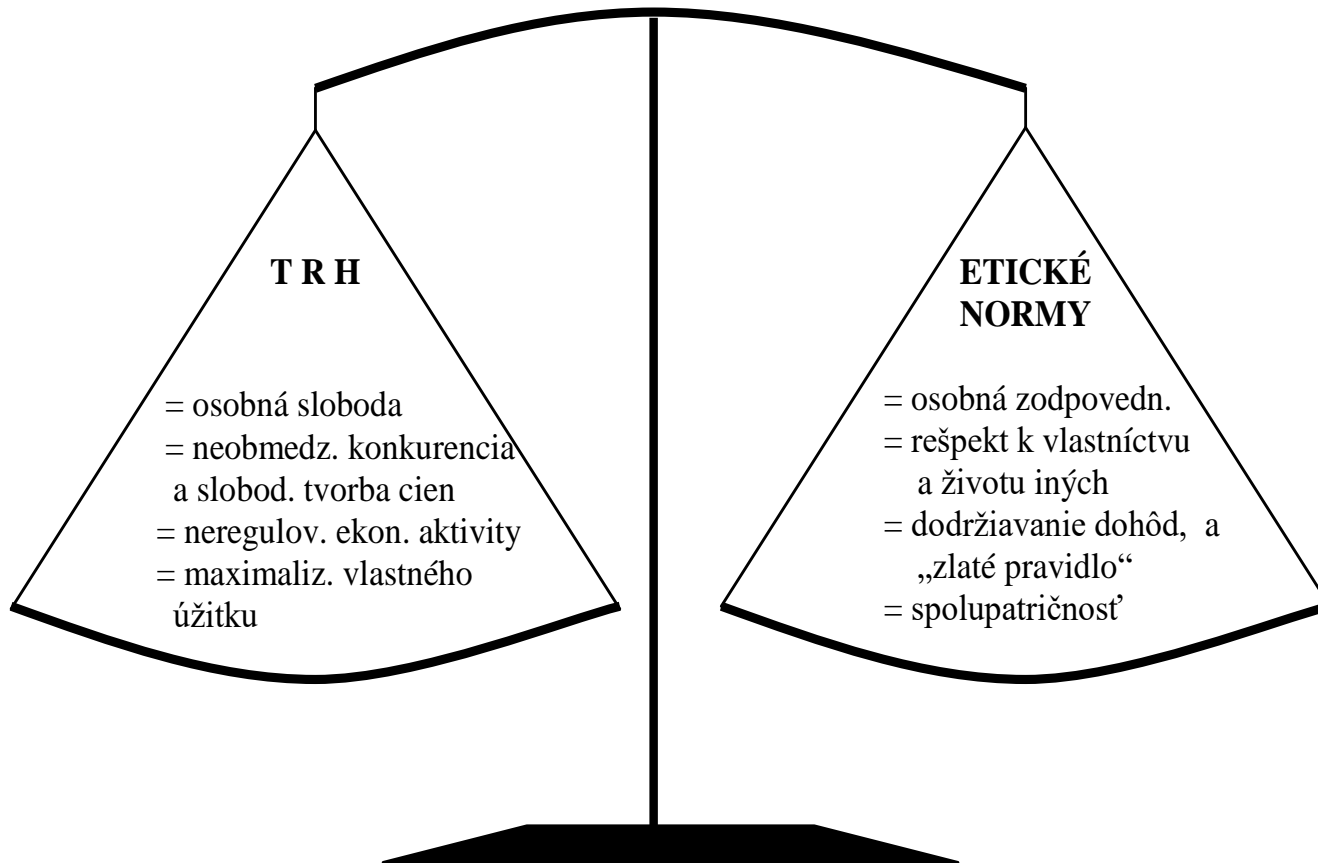 T R H
= osobná sloboda
= neobmedz. konkurencia
a slobod. tvorba cien
= neregulov. ekon. aktivity
= maximaliz. vlastného
úžitku
ETICKÉ
NORMY
= osobná zodpovedn.
= rešpekt k vlastníctvu
a životu iných
= dodržiavanie dohôd, a
„zlaté pravidlo“
= spolupatričnosť